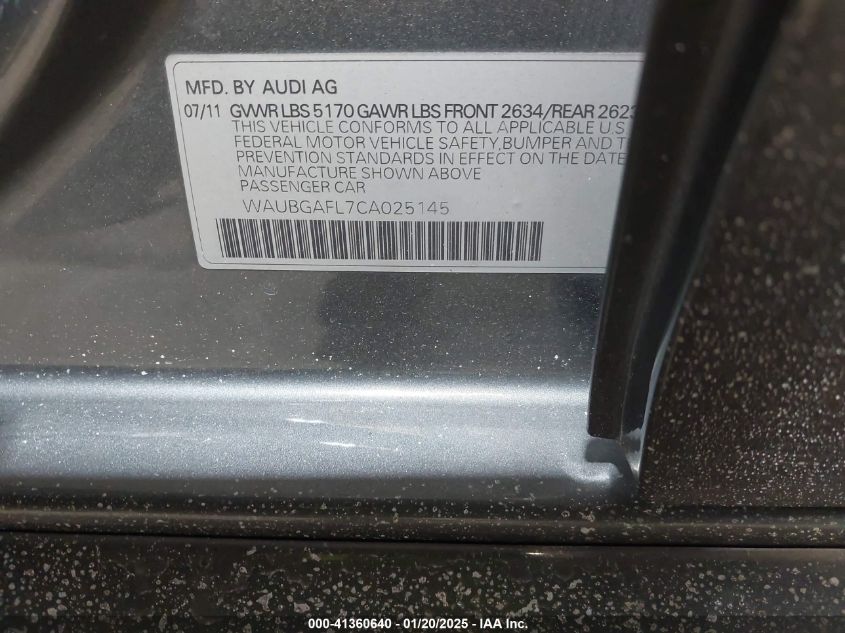 MFD. BY AUDI AG
07/11 GVWR LBS 5170 GAWR LBS FRONT 2634/REAR 2623
THIS VEHICLE CONFORMS TO ALL APPLICABLE U.S
FEDERAL MOTOR VEHICLE SAFETY,BUMPER AND
PREVENTION STANDARDS IN EFFECT ON THE DATE
MANUFACTURE SHOWN ABOVE
PASSENGER CAR
WAUBGAFL7CA025145
000-41360640 - 01/20/2025 - IAA Inc.